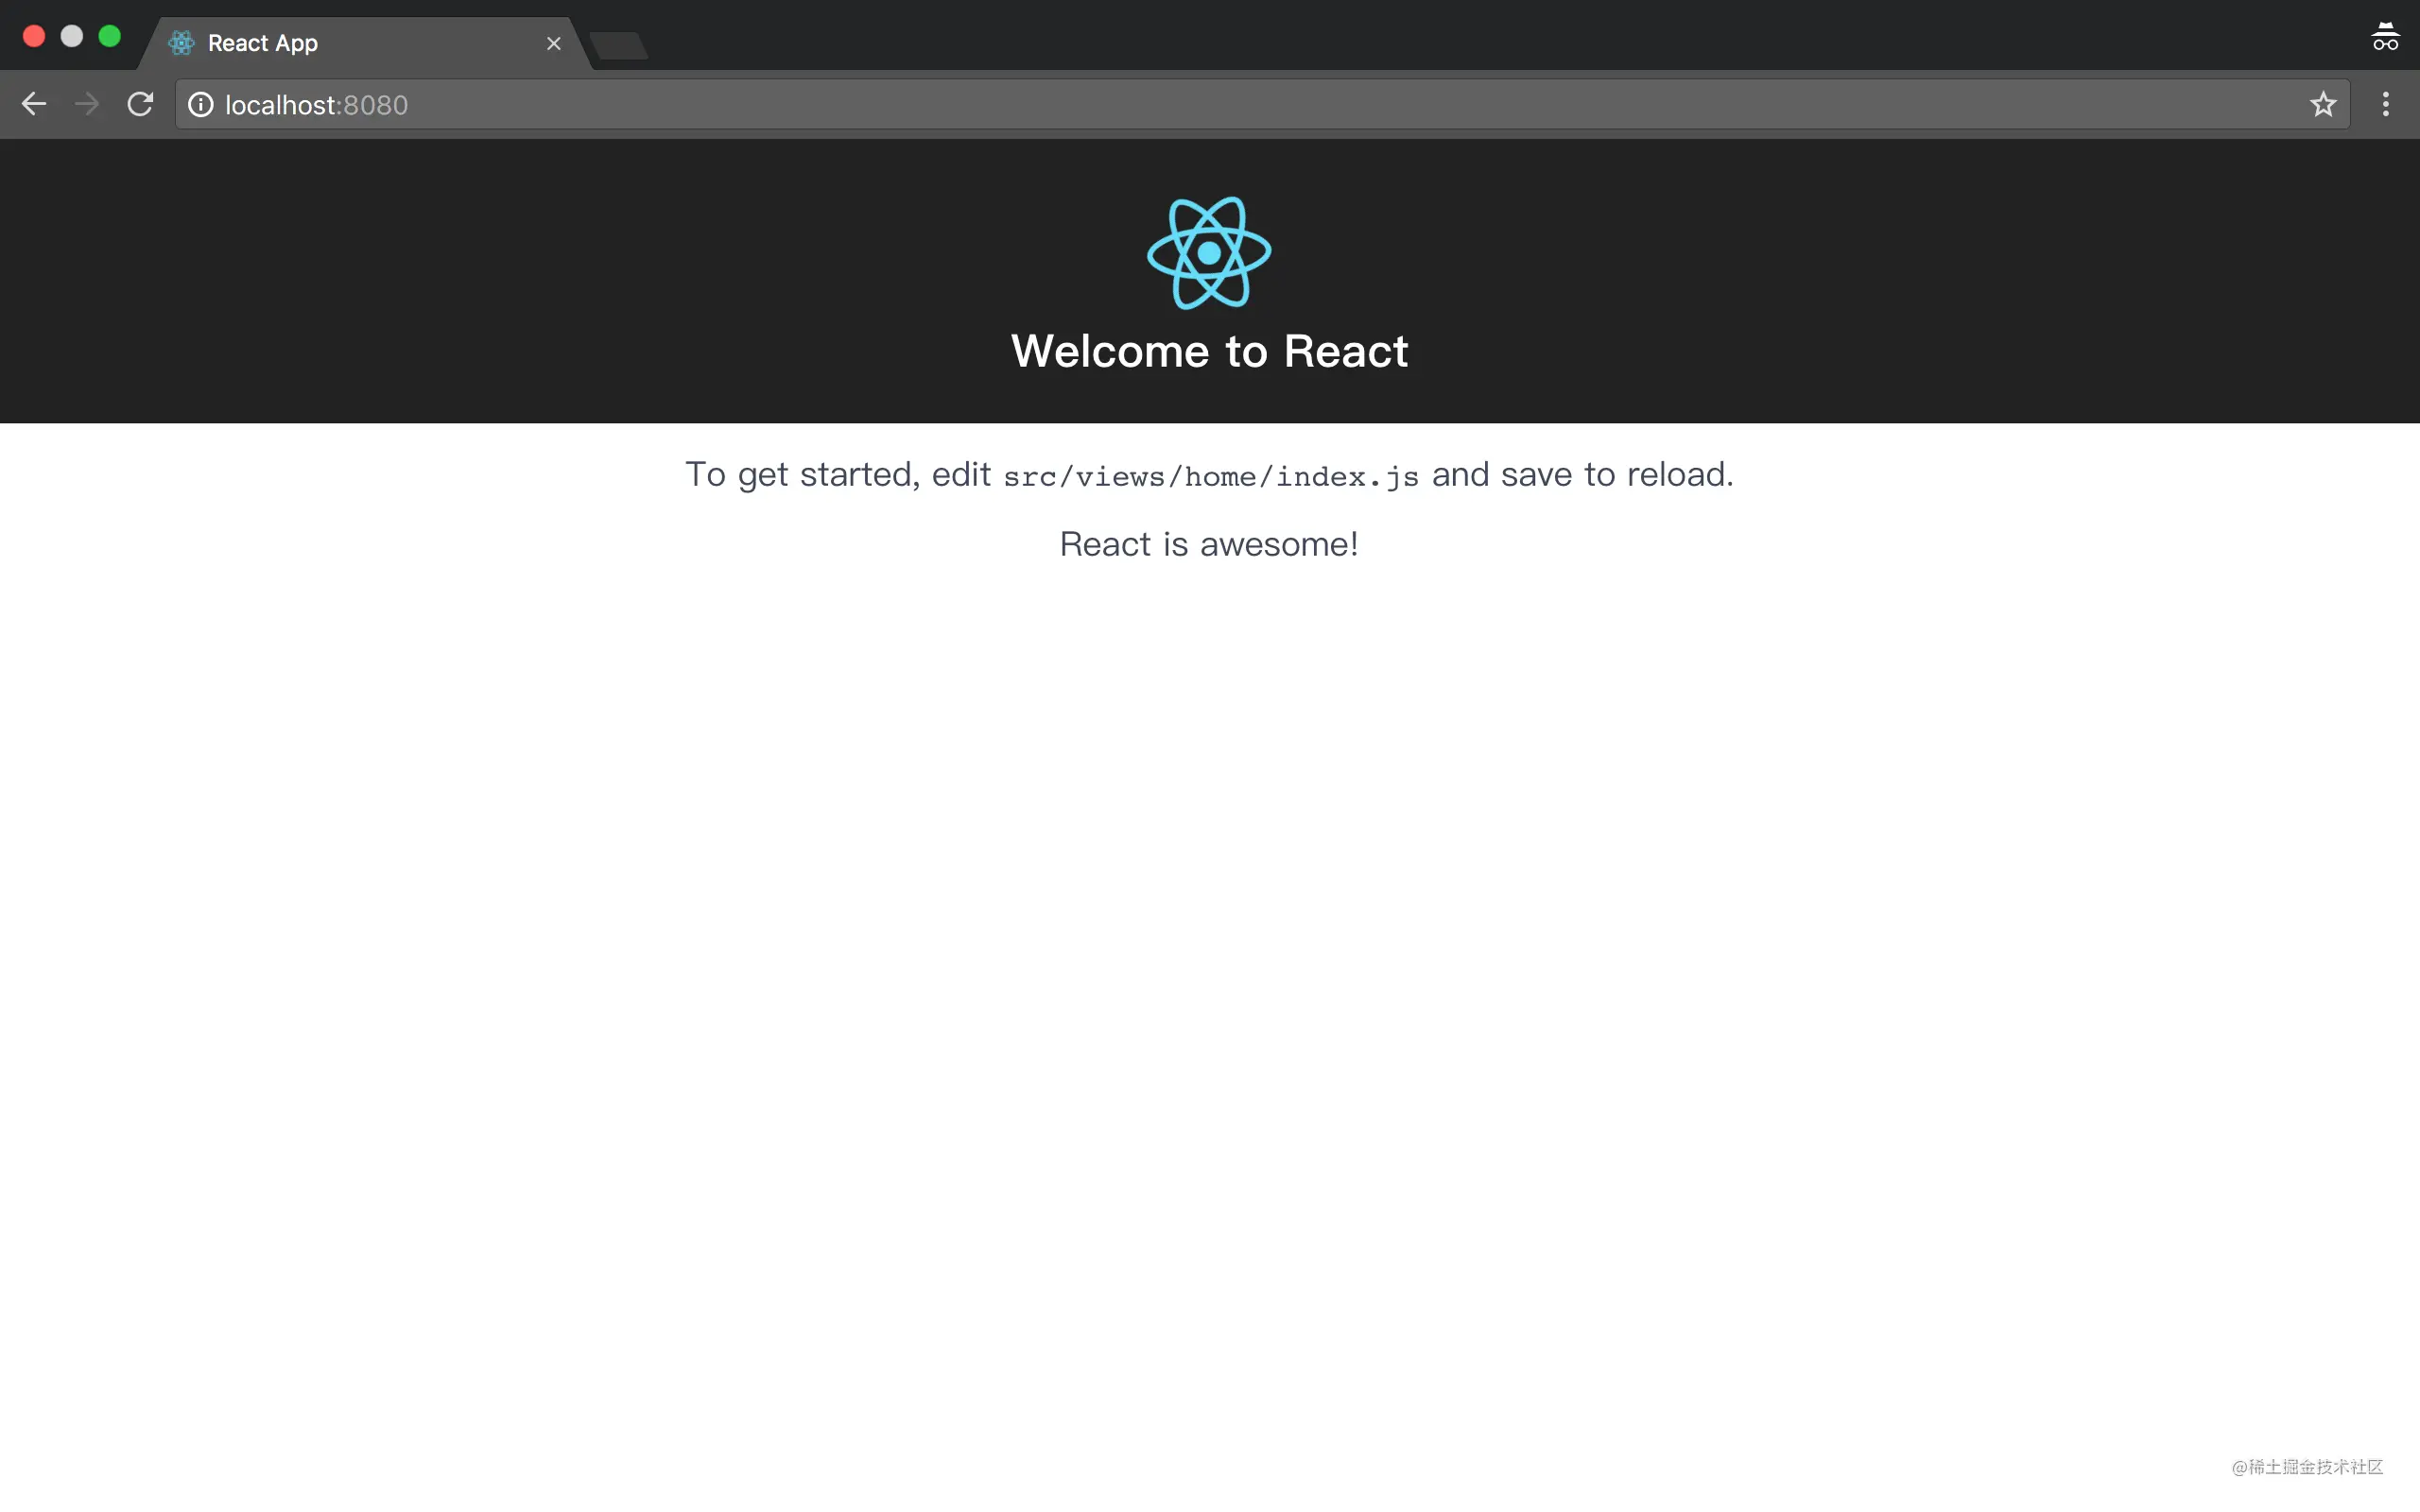 React App
localhost:8080
Welcome to React
To get started, edit src/views/home/index.js and save to reload.
React is awesome!
@稀土掘金技术社区